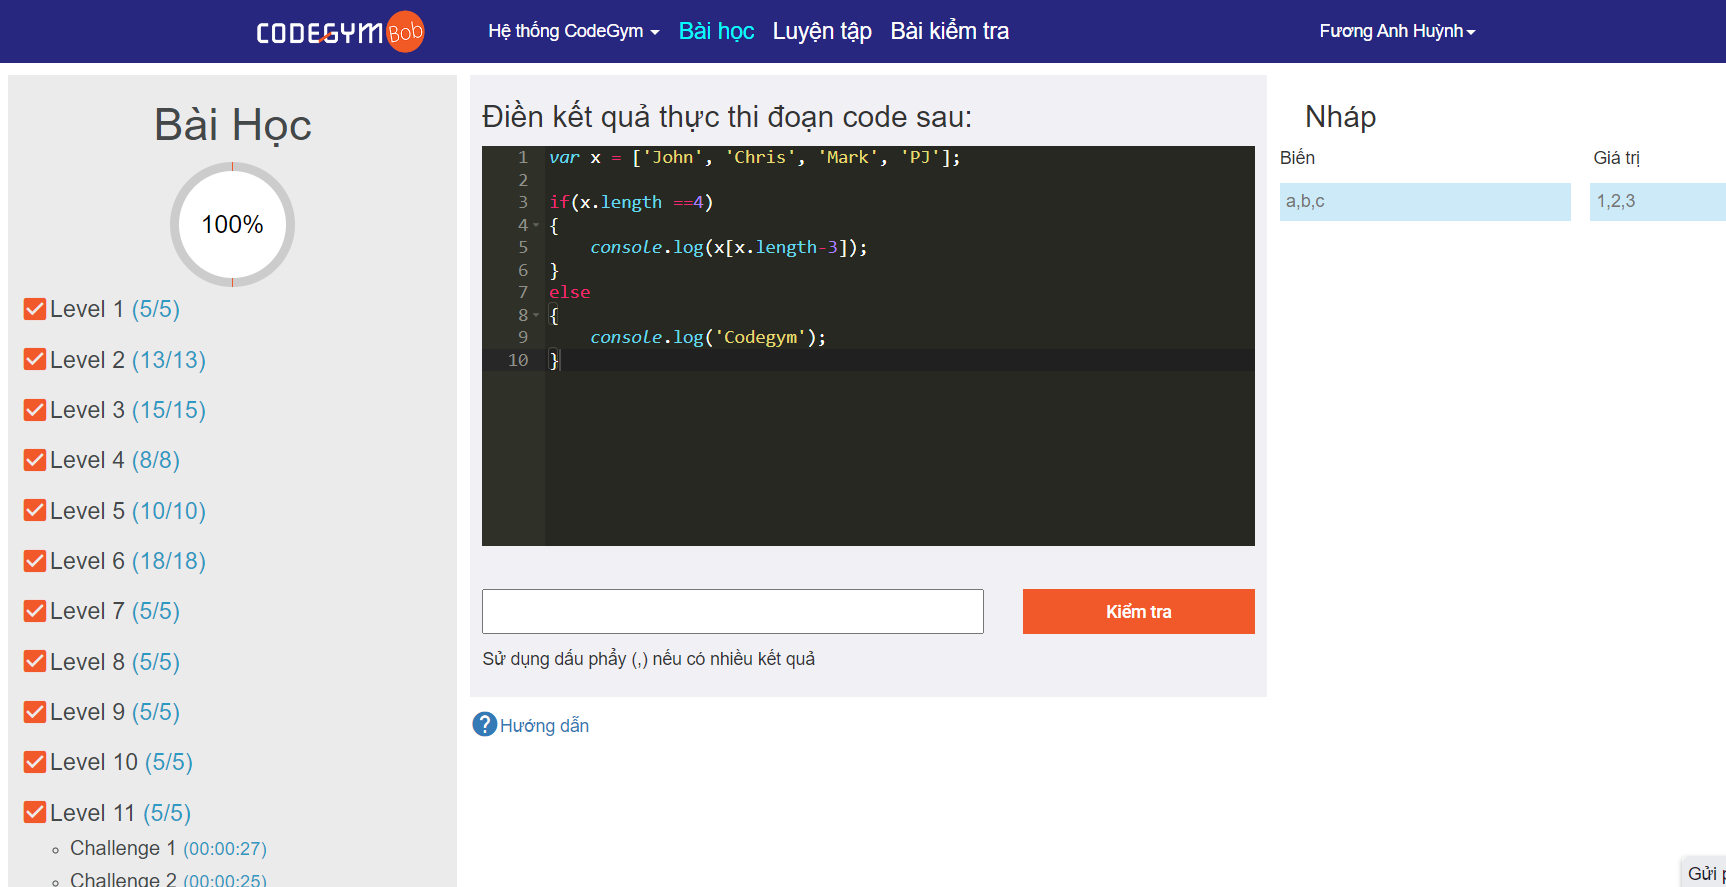 CODEGYM Bob
Hệ thống CodeGym
Bài học
Luyện tập
Bài kiểm tra
Fương Anh Huỳnh
Bài Học
100%
Level 1 (5/5)
Level 2 (13/13)
Level 3 (15/15)
Level 4 (8/8)
Level 5 (10/10)
Level 6 (18/18)
Level 7 (5/5)
Level 8 (5/5)
Level 9 (5/5)
Level 10 (5/5)
Level 11 (5/5)
Challenge 1 (00:00:27)
Challenge 2 (00:00:25)
Điền kết quả thực thi đoạn code sau:
1 var x = ['John', 'Chris', 'Mark', 'PJ'];
2
3 if(x.length ==4)
4 {
5     console.log(x[x.length-3]);
6 }
7 else
8 {
9     console.log('Codegym');
10 }
Kiểm tra
Sử dụng dấu phẩy (,) nếu có nhiều kết quả
? Hướng dẫn
Nháp
Biến
Giá trị
a,b,c
1,2,3
Gửi